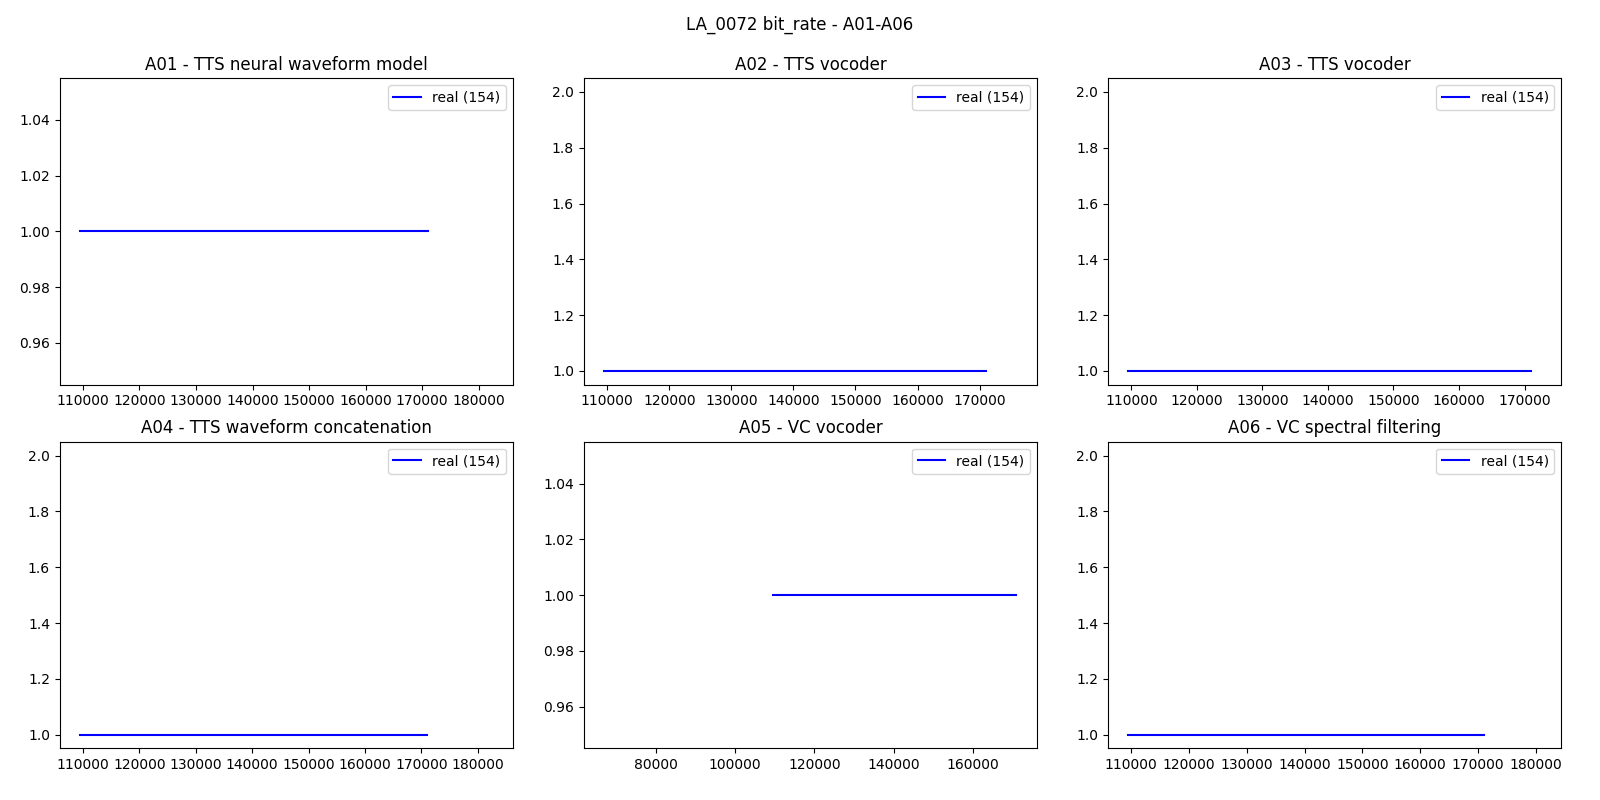 LA_0072 bit_rate - A01-A06
A01 - TTS neural waveform model
real (154)
1.04
1.02
1.00
0.98
0.96
110000 120000 130000 140000 150000 160000 170000 180000
A02 - TTS vocoder
real (154)
2.0
1.8
1.6
1.4
1.2
1.0
110000 120000 130000 140000 150000 160000 170000
A03 - TTS vocoder
real (154)
2.0
1.8
1.6
1.4
1.2
1.0
110000 120000 130000 140000 150000 160000 170000
A04 - TTS waveform concatenation
real (154)
2.0
1.8
1.6
1.4
1.2
1.0
110000 120000 130000 140000 150000 160000 170000 180000
A05 - VC vocoder
real (154)
1.04
1.02
1.00
0.98
0.96
80000 100000 120000 140000 160000
A06 - VC spectral filtering
real (154)
2.0
1.8
1.6
1.4
1.2
1.0
110000 120000 130000 140000 150000 160000 170000 180000